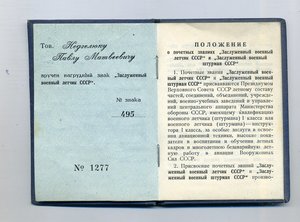 Тов. Недзелюку
Павлу Матвеевичу
вручен нагрудный знак „Заслуженный
военный летчик СССР".
№ знака
495
№ 1277
ПОЛОЖЕНИЕ
о почетных званиях „Заслуженный военный
летчик СССР" и „Заслуженный военный
штурман СССР"
1. Почетные звания „Заслуженный военный
летчик СССР" и „Заслуженный военный
штурман СССР" присваиваются Президиумом
Верховного Совета СССР летному составу
частей, соединений, объединений, учреждений,
военно-учебных заведений и управлений
центрального аппарата Министерства
обороны СССР, имеющему квалификацию
военного летчика (штурмана) I класса или
военного летчика (штурмана) — инструктора
I класса, за особые заслуги в освоении
авиационной техники, высокие показатели
в воспитании и обучении летных
кадров и многолетнюю безаварийную летную
работу в авиации Вооруженных
Сил СССР.
2. Присвоение почетных званий „Заслуженный
военный летчик СССР" и „Заслуженный
военный штурман СССР" произво-